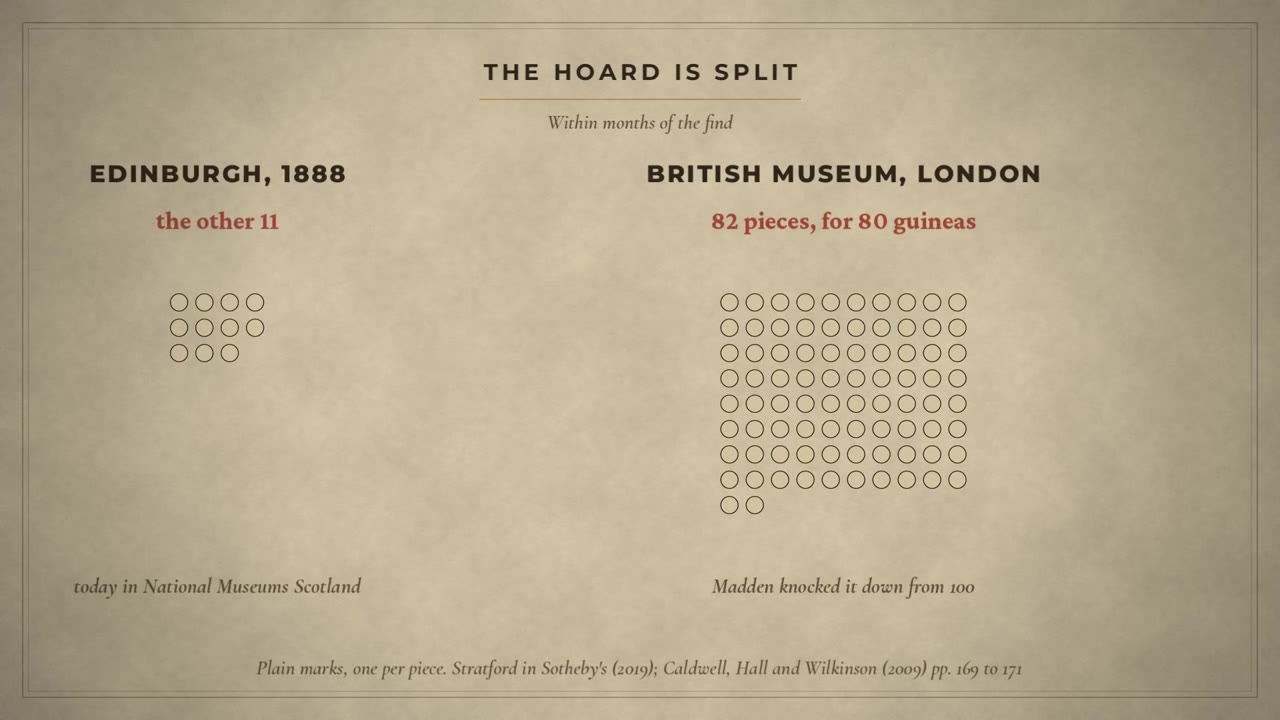 THE HOARD IS SPLIT
Within months of the find
EDINBURGH, 1888
the other 11
today in National Museums Scotland
BRITISH MUSEUM, LONDON
82 pieces, for 80 guineas
Madden knocked it down from 100
Plain marks, one per piece. Stratford in Sotheby's (2019); Caldwell, Hall and Wilkinson (2009) pp. 169 to 171